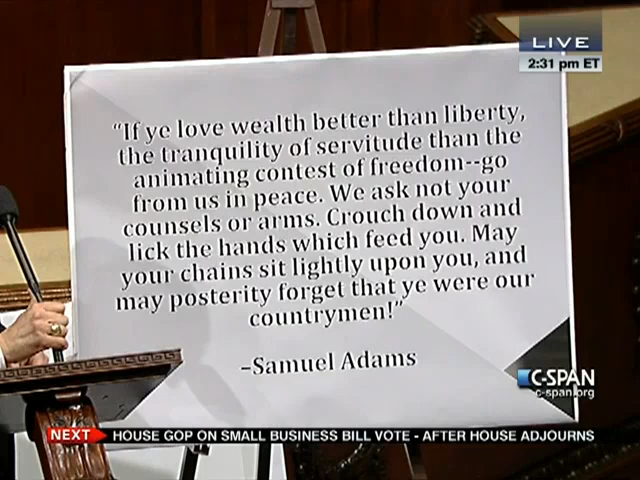 LIVE
2:31 pm ET
“If ye love wealth better than liberty,
the tranquility of servitude than the
animating contest of freedom--go
from us in peace. We ask not your
counsels or arms. Crouch down and
lick the hands which feed you. May
your chains sit lightly upon you, and
may posterity forget that ye were our
countrymen!”
–Samuel Adams
C-SPAN
c-span.org
NEXT HOUSE GOP ON SMALL BUSINESS BILL VOTE - AFTER HOUSE ADJOURNS